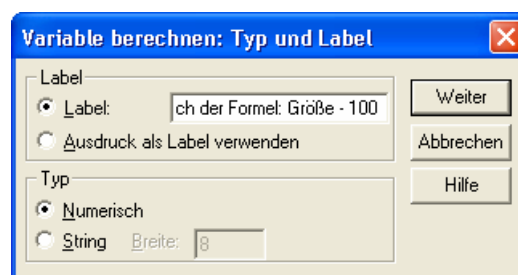 Variable berechnen: Typ und Label
Label
Label: ch der Formel: Größe - 100
Ausdruck als Label verwenden
Weiter
Abbrechen
Hilfe
Typ
Numerisch
String Breite: 8